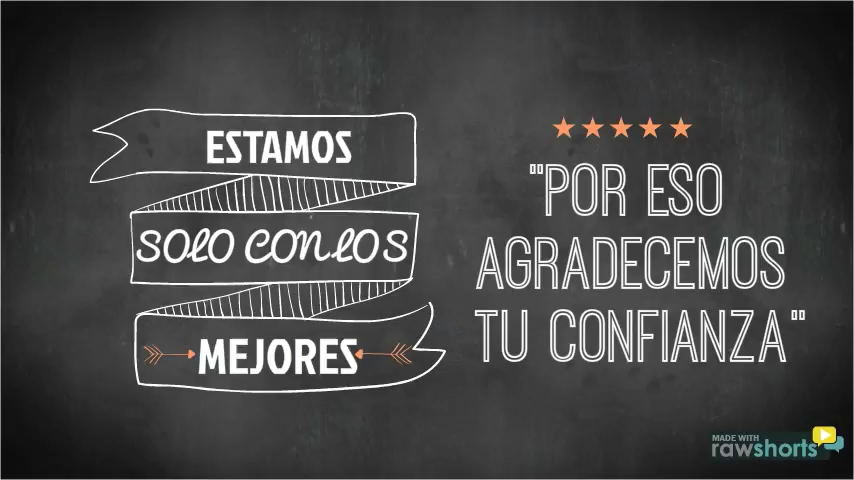 ESTAMOS
SOLO CON LOS
MEJORES
"POR ESO
AGRADECEMOS
TU CONFIANZA"
MADE WITH
rawshorts